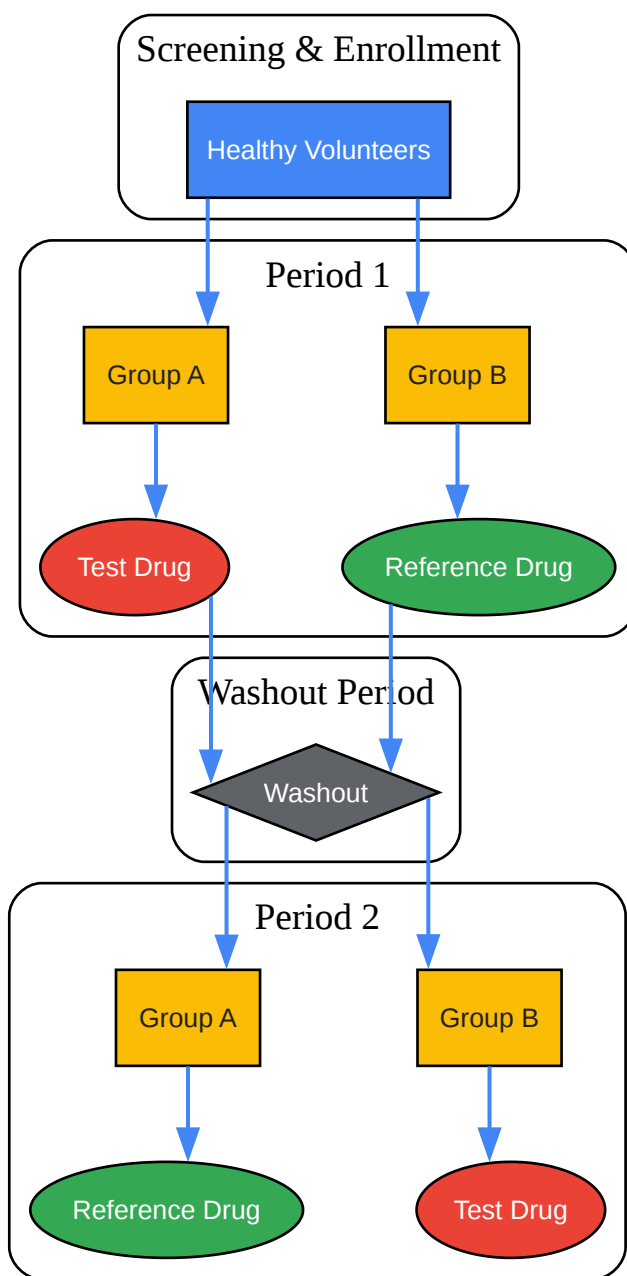 Screening & Enrollment
Healthy Volunteers
Period 1
Group A
Group B
Test Drug
Reference Drug
Washout Period
Washout
Period 2
Group A
Group B
Reference Drug
Test Drug